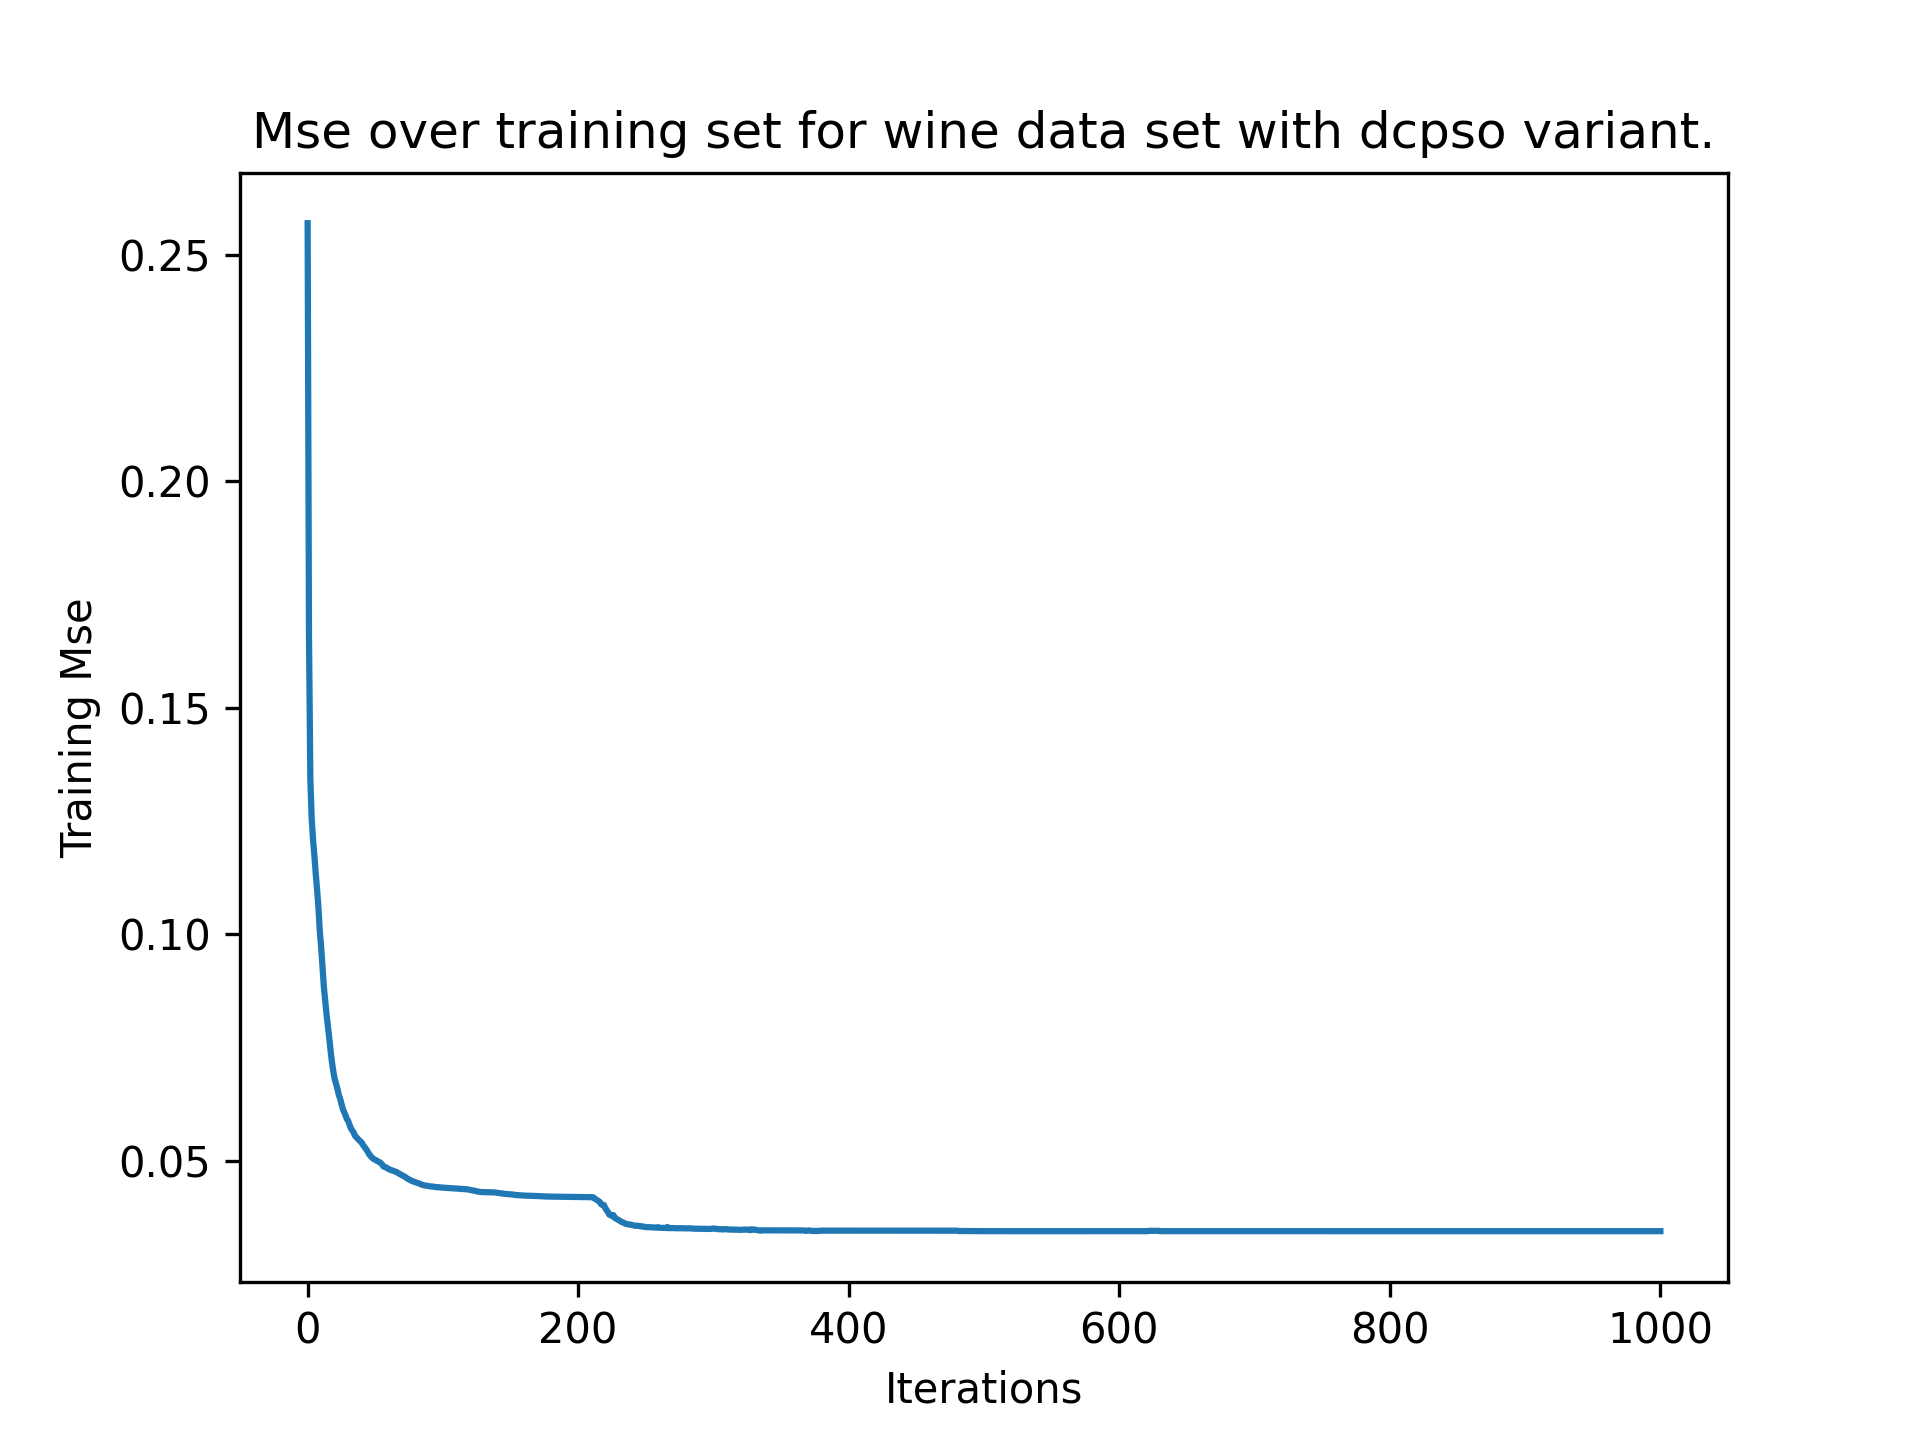 Mse over training set for wine data set with dcpso variant.
0.25
0.20
0.15
0.10
0.05
Training Mse
0 200 400 600 800 1000
Iterations